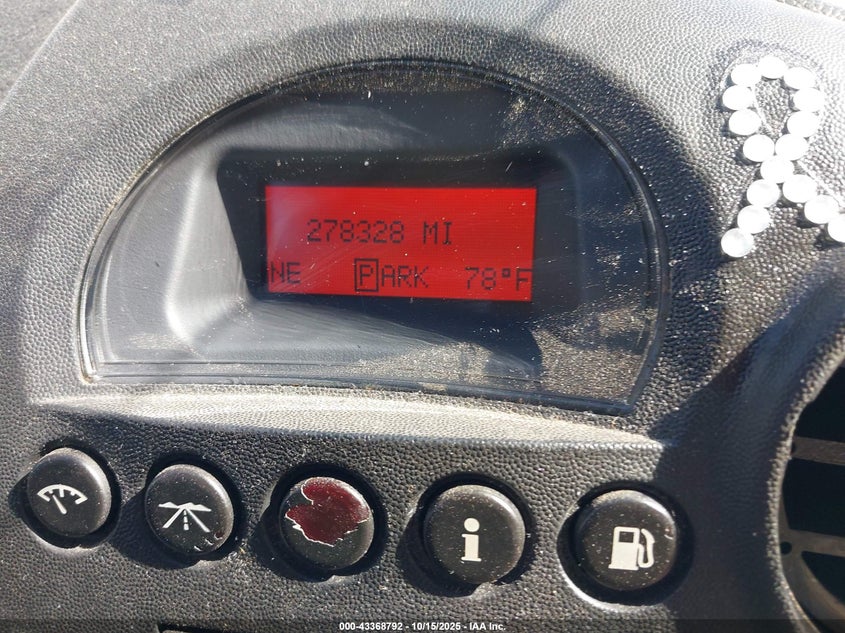 278328 MI
NE PARK 78°F
i
000-43368792 - 10/15/2025 - IAA Inc.